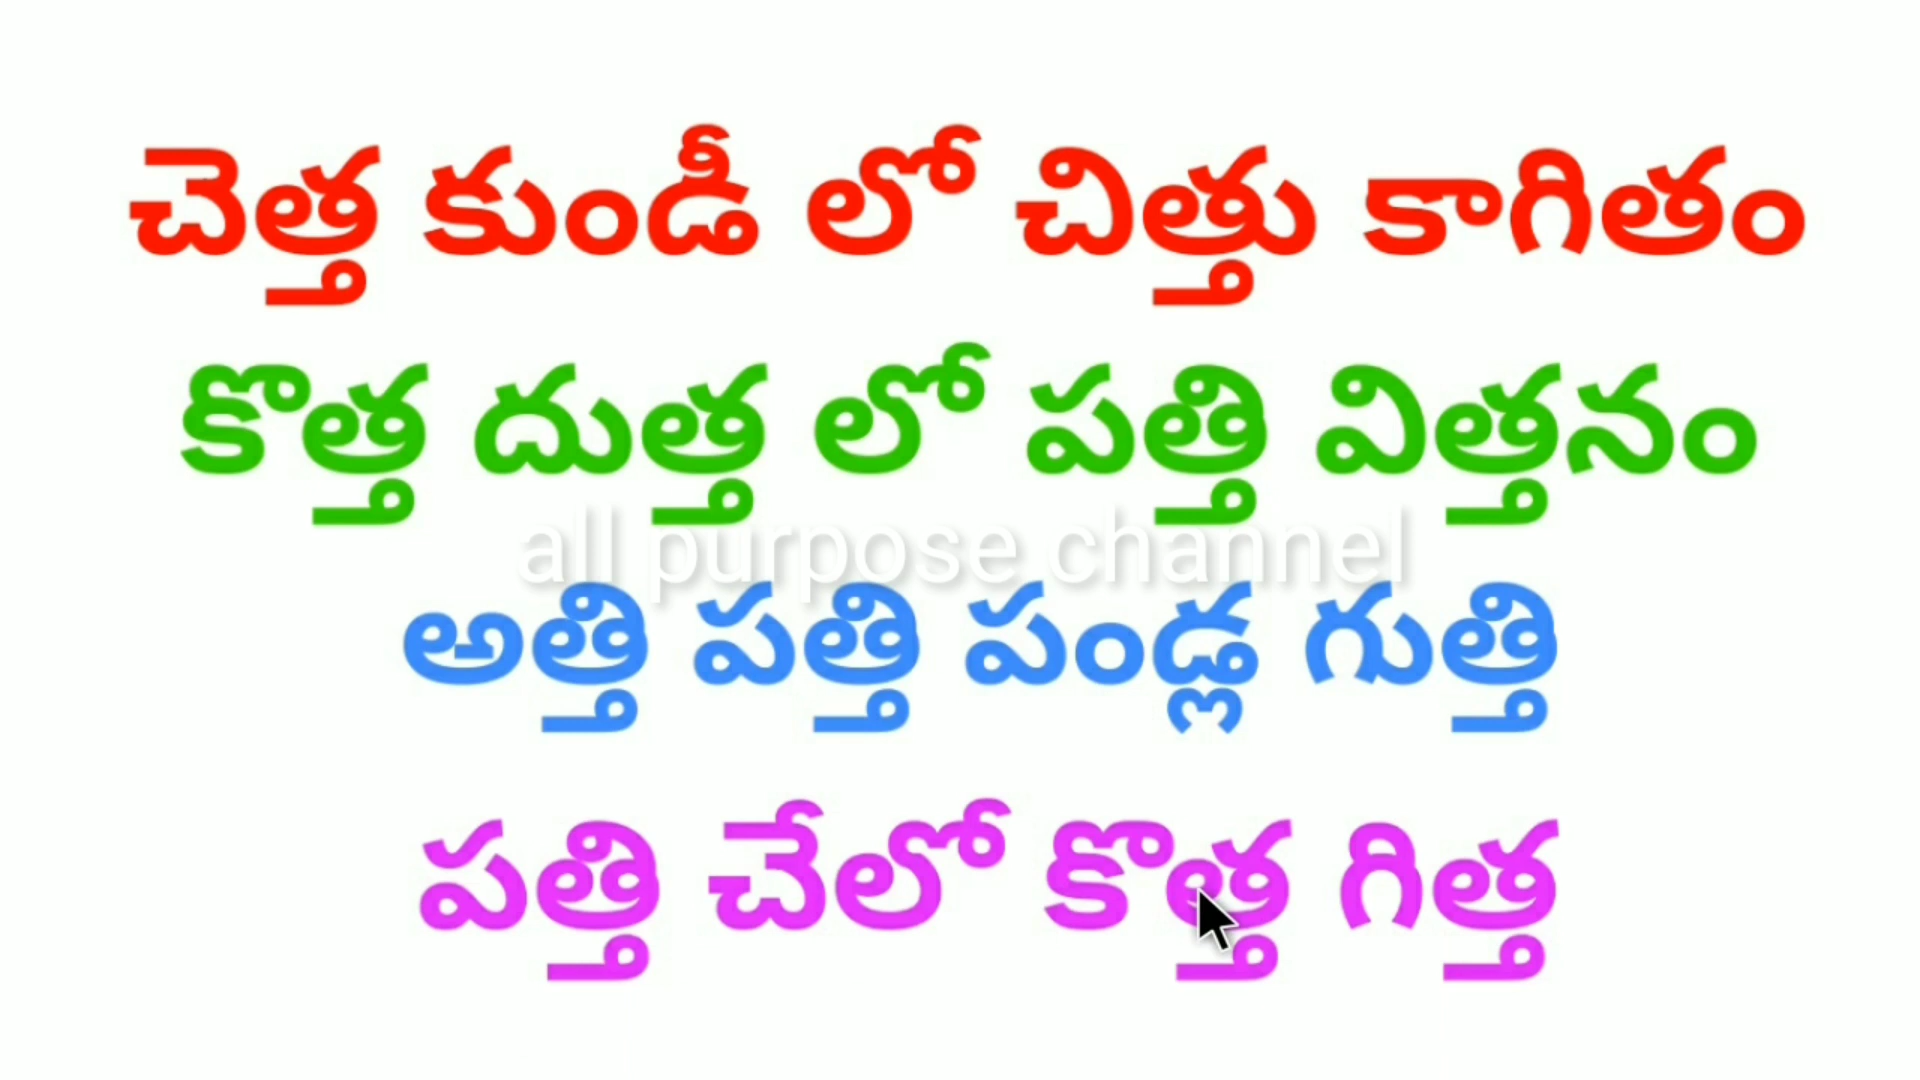 చెత్త కుండీ లో చిత్తు కాగితం
కొత్త దుత్త లో పత్తి విత్తనం
all purpose channel
అత్తి పత్తి పండ్ల గుత్తి
పత్తి చేలో కొత్త గిత్త